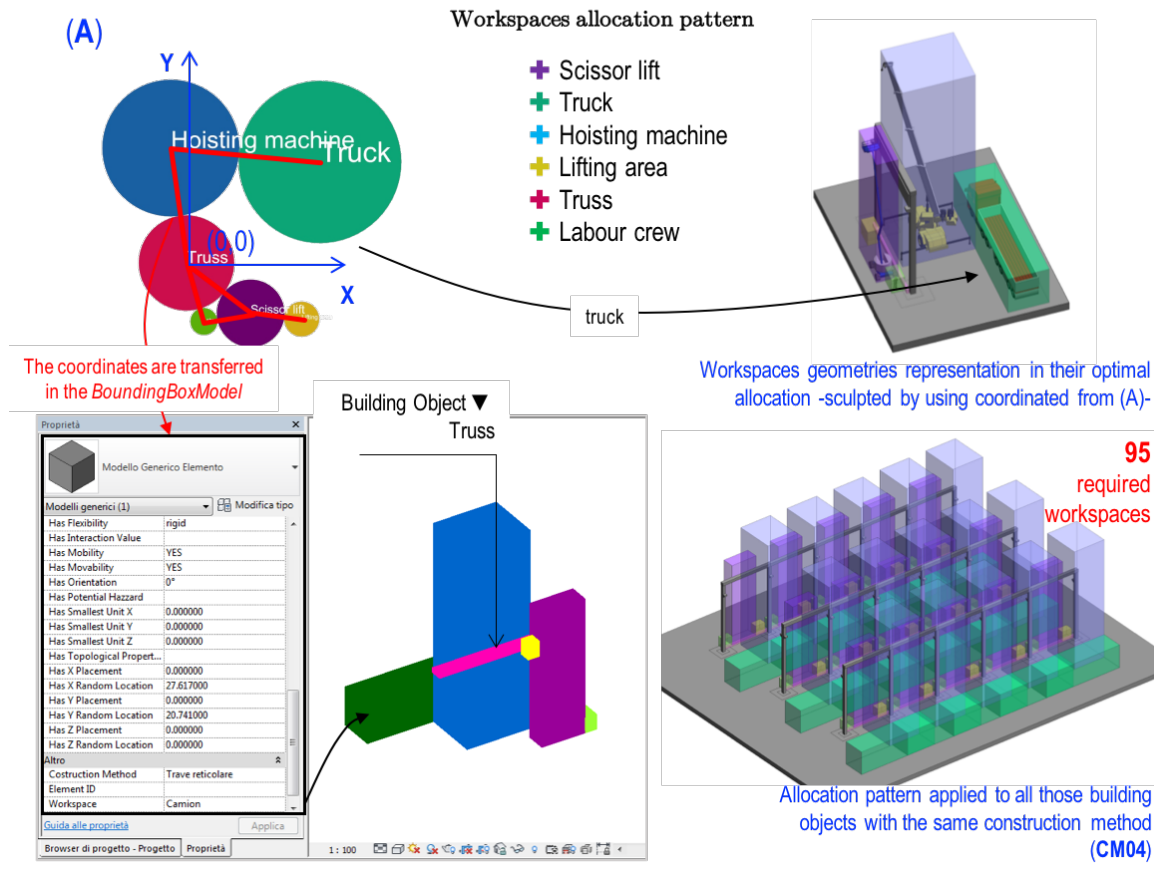 (A)
Workspaces allocation pattern
Y
Hoisting machine
Truck
(0,0)
Truss
X
Scissor lift
Scissor lift
Truck
Hoisting machine
Lifting area
Truss
Labour crew
truck
The coordinates are transferred
in the BoundingBoxModel
Workspaces geometries representation in their optimal
allocation -sculpted by using coordinated from (A)-
Building Object ▼
Truss
Proprietà
Modello Generico Elemento
Modelli generici (1)
Modifica tipo
Has Flexibility rigid
Has Interaction Value
Has Mobility YES
Has Movability YES
Has Orientation 0°
Has Potential Hazzard
Has Smallest Unit X 0.000000
Has Smallest Unit Y 0.000000
Has Smallest Unit Z 0.000000
Has Topological Propert...
Has X Placement 0.000000
Has X Random Location 27.617000
Has Y Placement 0.000000
Has Y Random Location 20.741000
Has Z Placement 0.000000
Has Z Random Location 0.000000
Altro
Costruction Method Trave reticolare
Element ID
Workspace Camion
Guida alle proprietà
Applica
Browser di progetto - Progetto
Proprietà
1 : 100
95
required
workspaces
Allocation pattern applied to all those building
objects with the same construction method
(CM04)